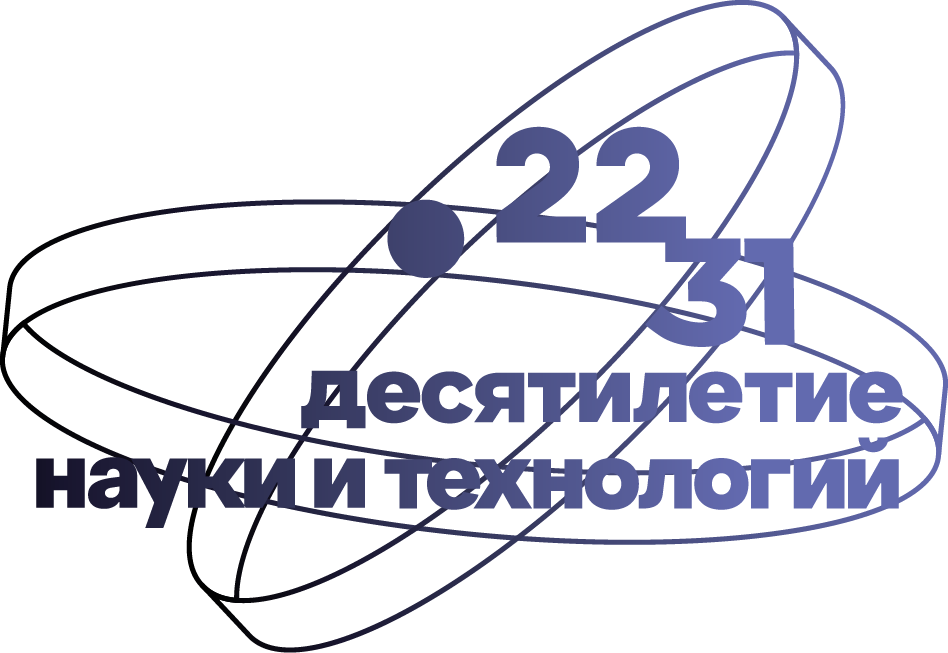 22
31
десятилетие
науки и технологий